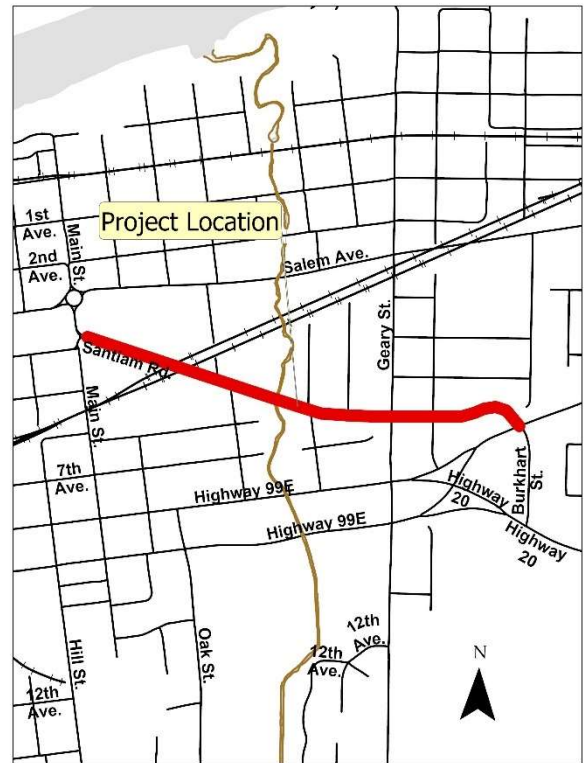 1st
Ave.
2nd
Ave.
Main St.
Project Location
Salem Ave.
Geary St.
Santiam Rd.
Main St.
7th
Ave.
Highway 99E
Highway
20
Burkhart
St.
Highway 99E
Highway
20
12th
Ave.
12th
Ave.
Oak St.
Hill St.
12th
Ave.
N